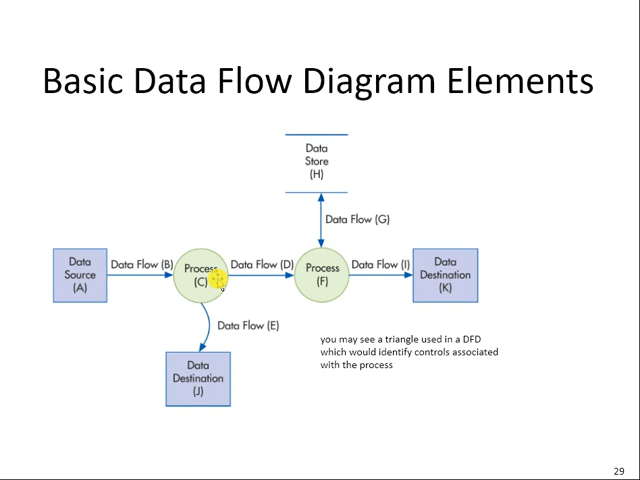 Basic Data Flow Diagram Elements
Data
Store
(H)
Data Flow (G)
Data
Source
(A)
Data Flow (B)
Process
(C)
Data Flow (D)
Process
(F)
Data Flow (I)
Data
Destination
(K)
Data Flow (E)
you may see a triangle used in a DFD
which would identify controls associated
with the process
Data
Destination
(J)
29